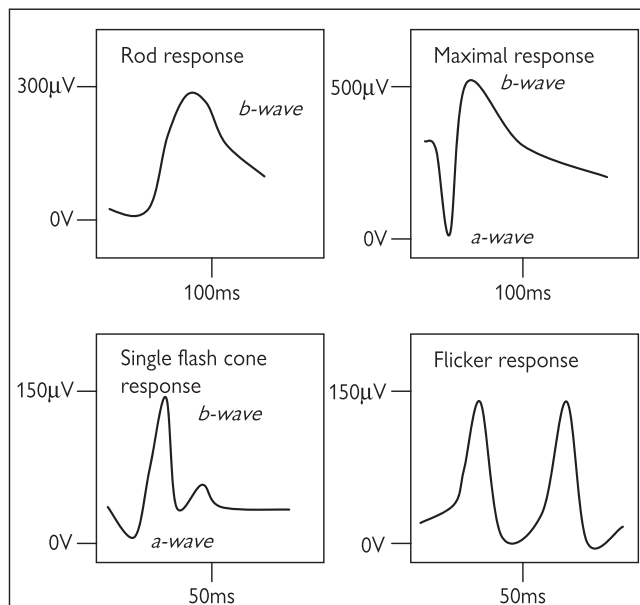 Rod response
300μV
b-wave
0V
100ms
Maximal response
500μV
b-wave
0V
a-wave
100ms
Single flash cone
response
150μV
b-wave
0V
a-wave
50ms
Flicker response
150μV
0V
50ms